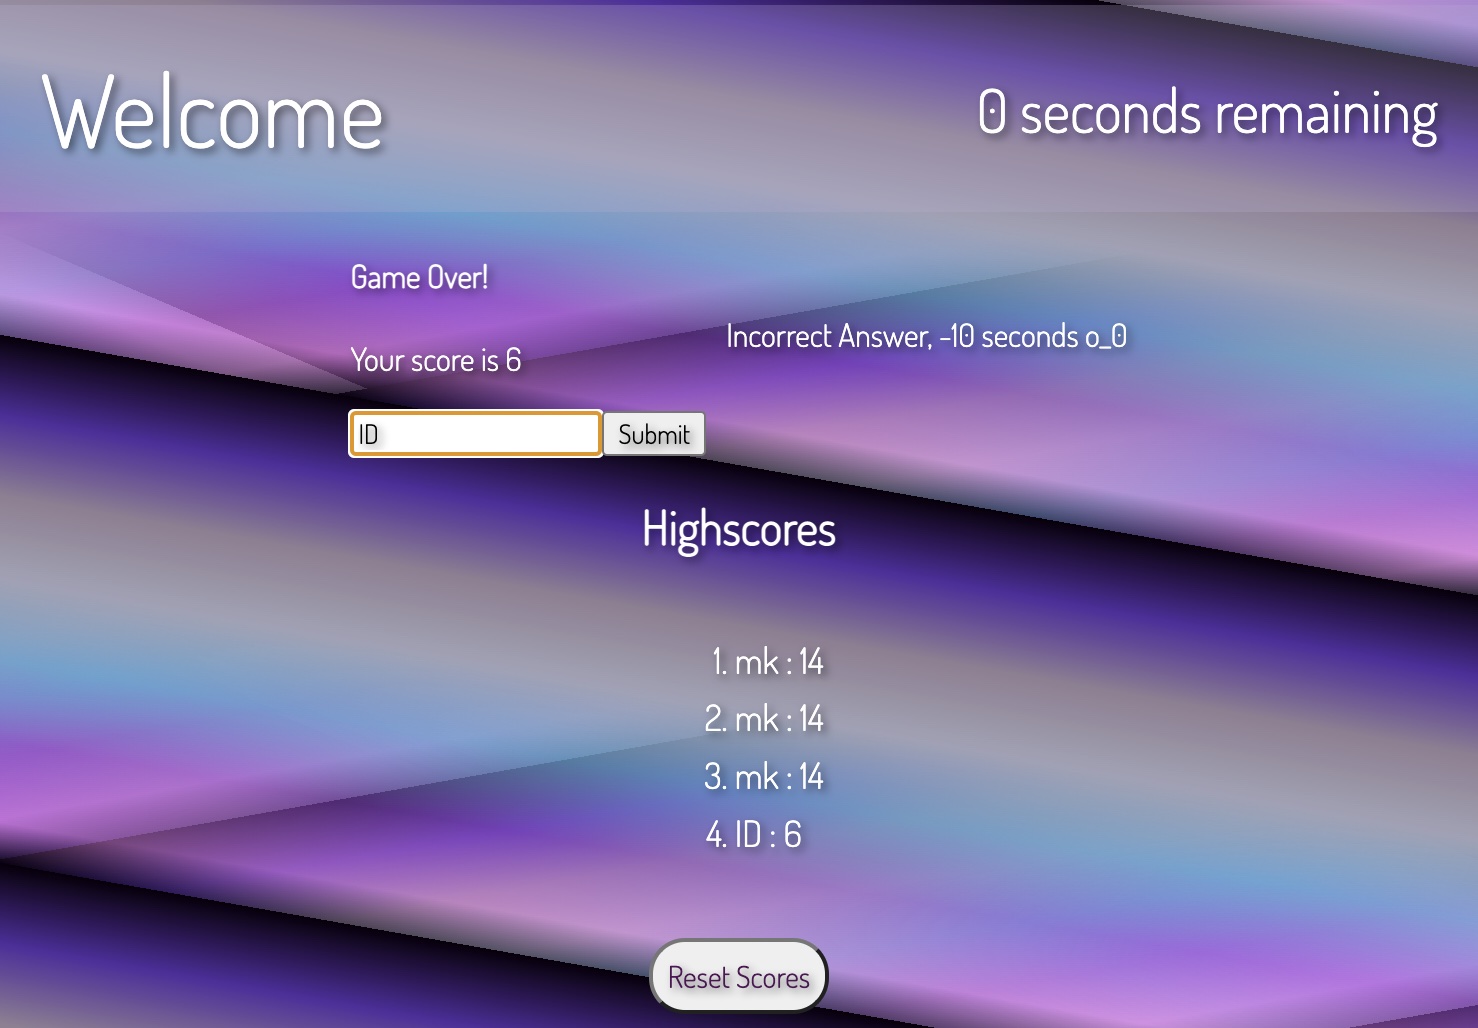 Welcome
0 seconds remaining
Game Over!
Incorrect Answer, -10 seconds o_0
Your score is 6
ID
Submit
Highscores
1. mk : 14
2. mk : 14
3. mk : 14
4. ID : 6
Reset Scores